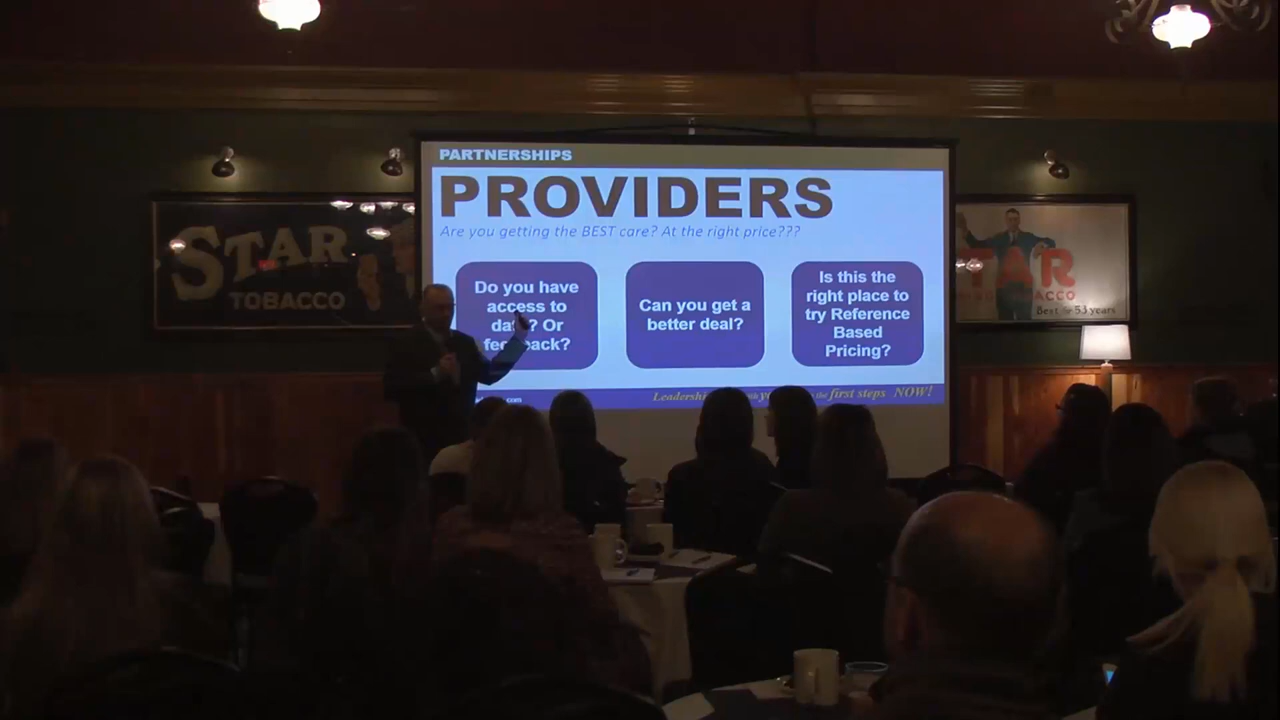 PARTNERSHIPS
PROVIDERS
Are you getting the BEST care? At the right price???
Do you have
access to
Or
Can you get a
better deal?
Is this the
right place to
try Reference
Based
Pricing?
first steps NOW!
STAR
TOBACCO
TAR
Best for 53 years